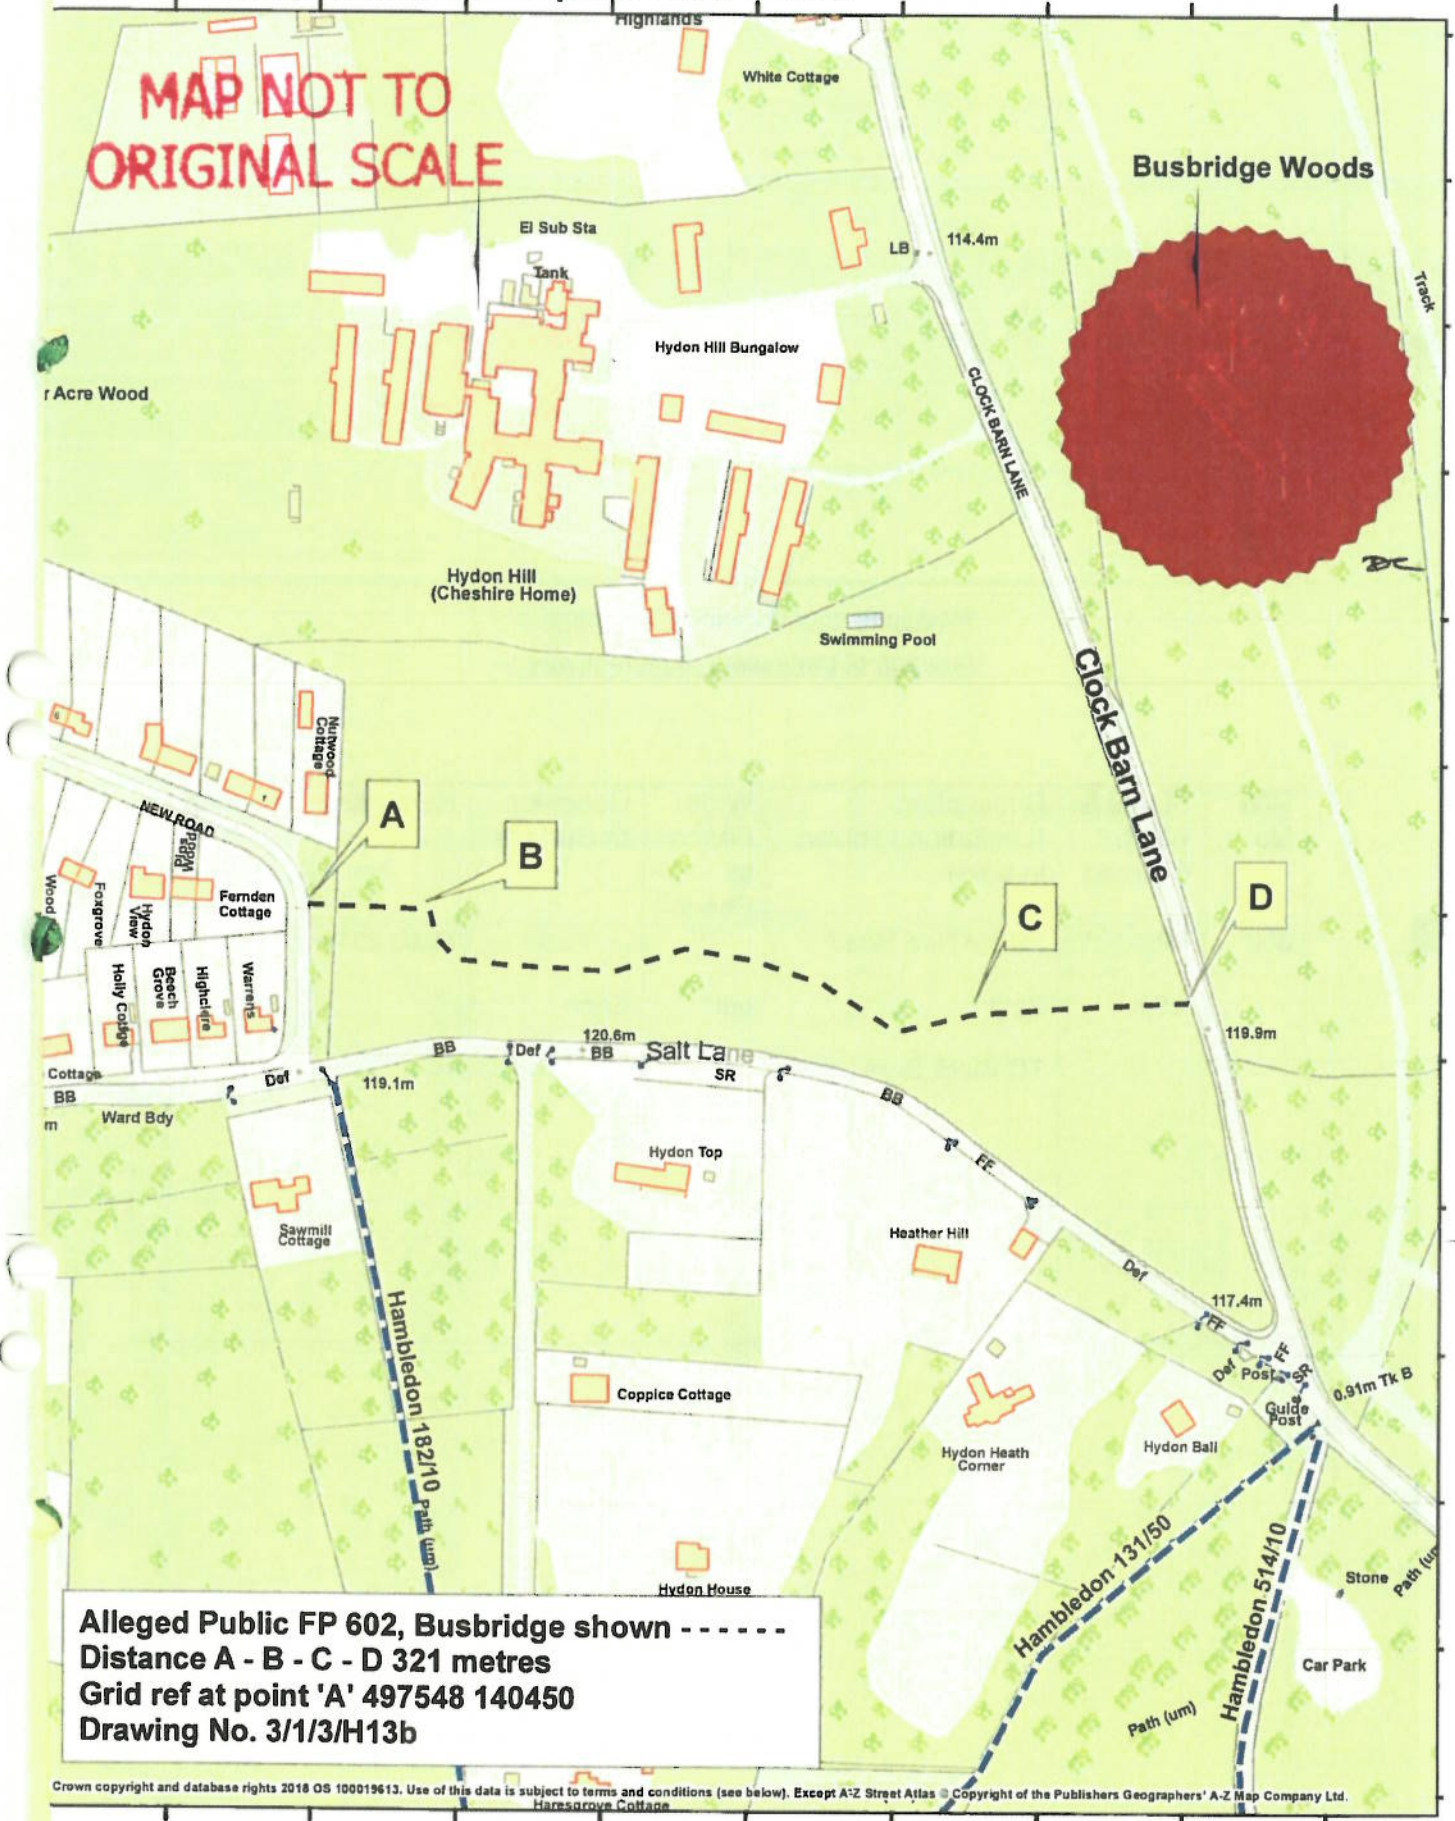 Highlands
White Cottage
MAP NOT TO
ORIGINAL SCALE
Busbridge Woods
El Sub Sta
LB
114.4m
Tank
Track
Hydon Hill Bungalow
r Acre Wood
CLOCK BARN LANE
DC
Hydon Hill
(Cheshire Home)
Swimming Pool
Clock Barn Lane
Nutwood
Cottage
NEW ROAD
A
B
C
D
Wood
Foxgrove
Hydon
View
Fernden
Cottage
Holly Cottge
Beech
Grove
Highclere
Warrens
119.9m
120.6m
BB
Def
BB
Salt Lane
SR
Cottage
Def
119.1m
BB
BB
m
Ward Bdy
Hydon Top
FF
Sawmill
Cottage
Heather Hill
Def
117.4m
FF
Def
FF
Post
SR
0.91m Tk B
Guide
Post
Hambledon 182/10
Path (um)
Coppice Cottage
Hydon Heath
Corner
Hydon Ball
Hambledon 131/50
Hambledon 514/10
Stone
Path (um
Hydon House
Car Park
Path (um)
Alleged Public FP 602, Busbridge shown - - - - - -
Distance A - B - C - D 321 metres
Grid ref at point 'A' 497548 140450
Drawing No. 3/1/3/H13b
Crown copyright and database rights 2018 OS 100019613. Use of this data is subject to terms and conditions (see below). Except A-Z Street Atlas © Copyright of the Publishers Geographers' A-Z Map Company Ltd.
Haresgrove Cottage